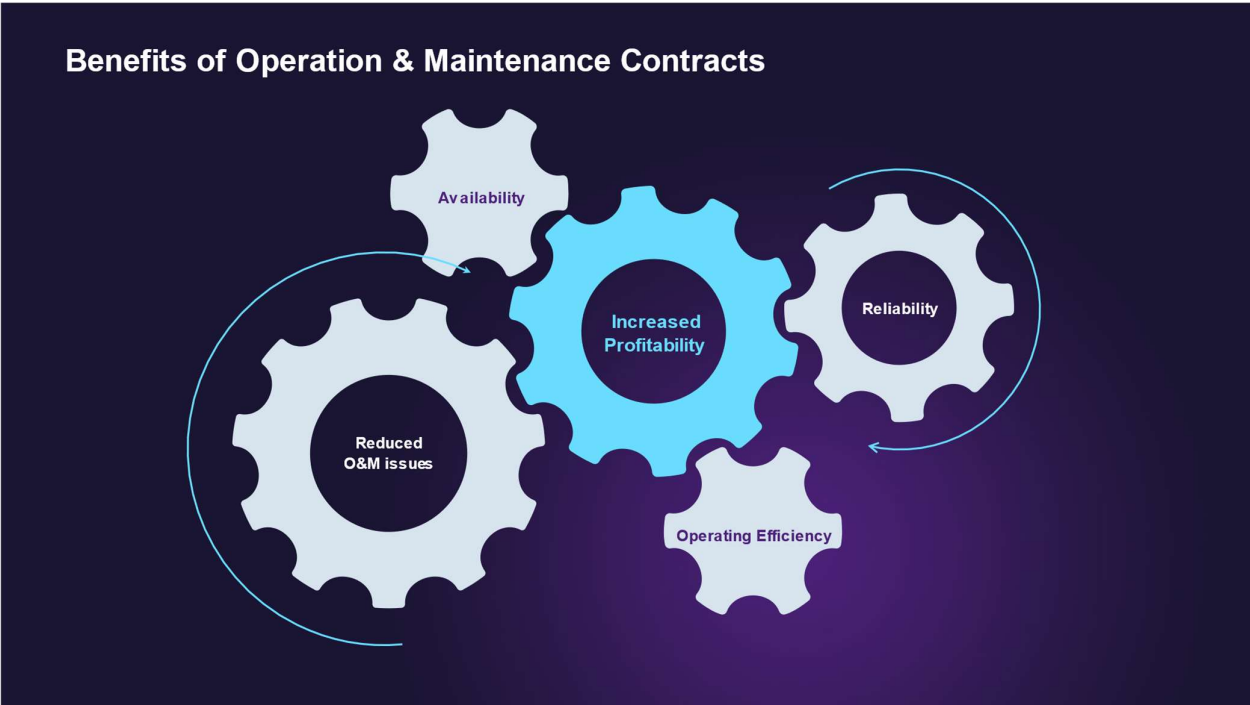 Benefits of Operation & Maintenance Contracts
Availability
Increased
Profitability
Reliability
Reduced
O&M issues
Operating Efficiency